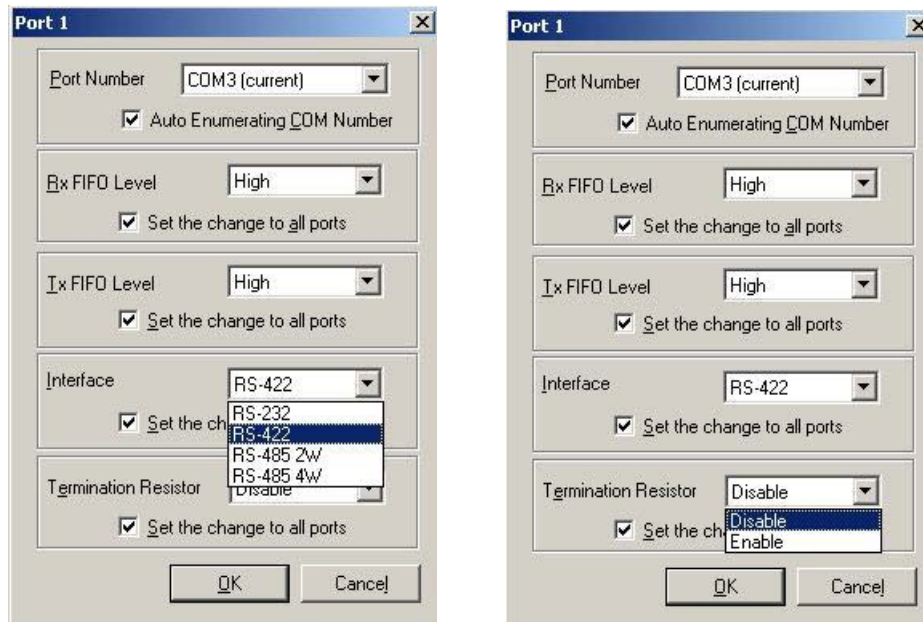 Port 1
Port Number COM3 (current)
Auto Enumerating COM Number
Rx FIFO Level High
Set the change to all ports
Tx FIFO Level High
Set the change to all ports
Interface RS-422
RS-232
Set the ch
RS-422
RS-485 2W
RS-485 4W
Termination Resistor Disable
Set the change to all ports
OK Cancel
Port 1
Port Number COM3 (current)
Auto Enumerating COM Number
Rx FIFO Level High
Set the change to all ports
Tx FIFO Level High
Set the change to all ports
Interface RS-422
Set the change to all ports
Termination Resistor Disable
Disable
Set the ch
Enable
OK Cancel